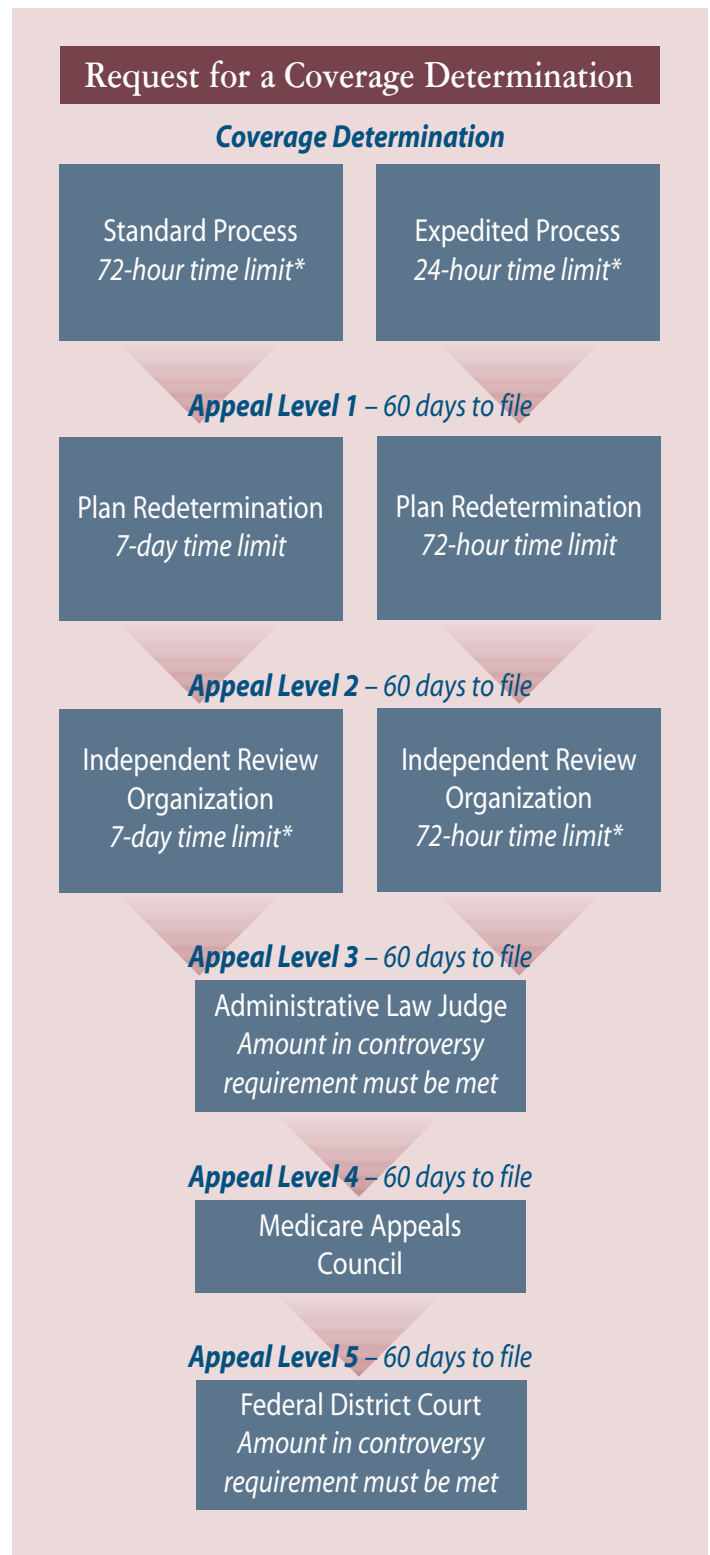 Request for a Coverage Determination
Coverage Determination
Standard Process
72-hour time limit*
Expedited Process
24-hour time limit*
Appeal Level 1 – 60 days to file
Plan Redetermination
7-day time limit
Plan Redetermination
72-hour time limit
Appeal Level 2 – 60 days to file
Independent Review
Organization
7-day time limit*
Independent Review
Organization
72-hour time limit*
Appeal Level 3 – 60 days to file
Administrative Law Judge
Amount in controversy
requirement must be met
Appeal Level 4 – 60 days to file
Medicare Appeals
Council
Appeal Level 5 – 60 days to file
Federal District Court
Amount in controversy
requirement must be met